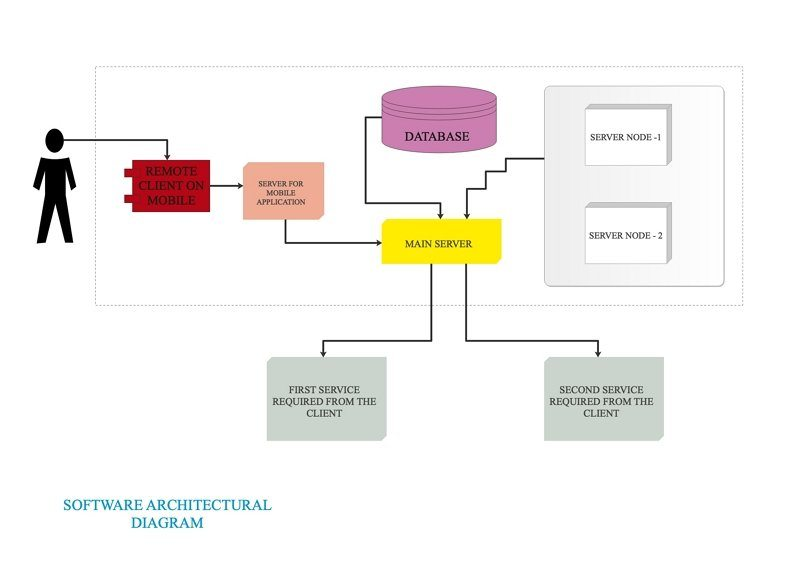 DATABASE
SERVER NODE -1
REMOTE
CLIENT ON
MOBILE
SERVER FOR
MOBILE
APPLICATION
SERVER NODE - 2
MAIN SERVER
FIRST SERVICE
REQUIRED FROM THE
CLIENT
SECOND SERVICE
REQUIRED FROM THE
CLIENT
SOFTWARE ARCHITECTURAL
DIAGRAM